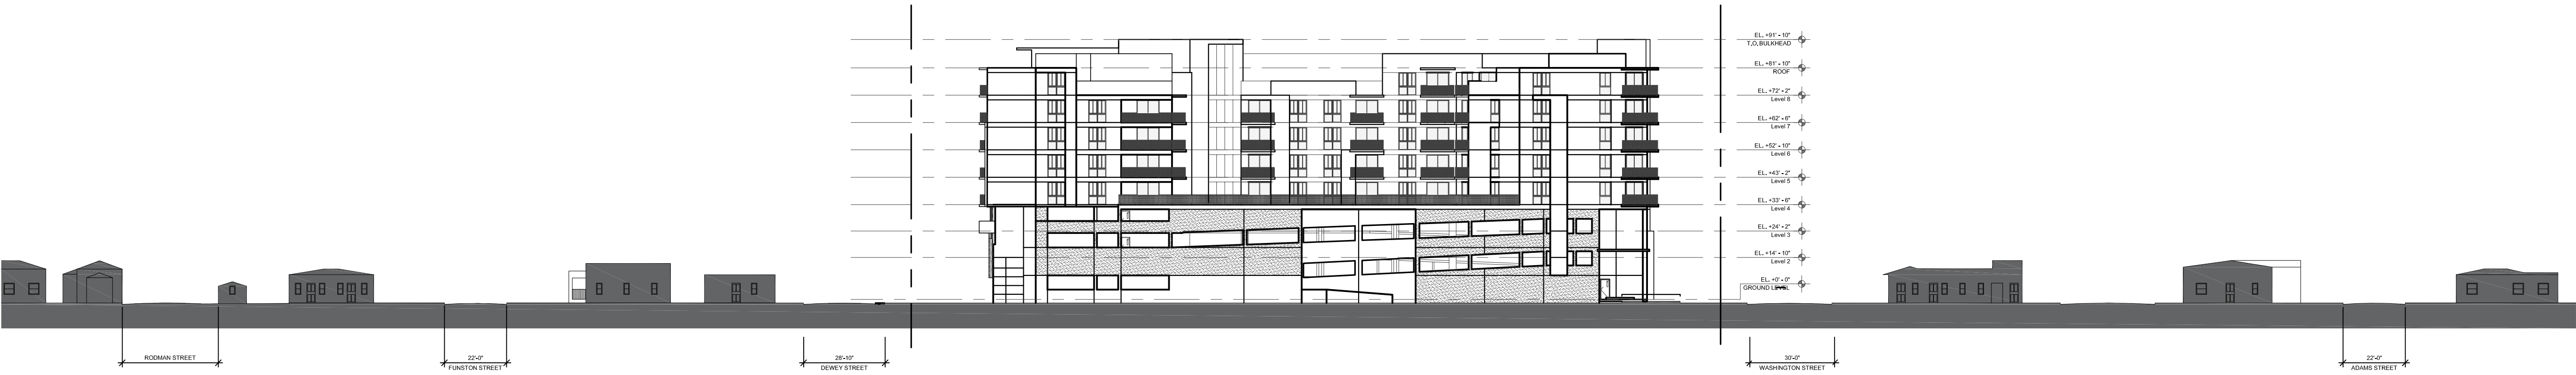 EL. +91' - 10"
T.O. BULKHEAD
EL. +81' - 10"
ROOF
EL. +72' - 2"
Level 8
EL. +62' - 6"
Level 7
EL. +52' - 10"
Level 6
EL. +43' - 2"
Level 5
EL. +33' - 6"
Level 4
EL. +24' - 2"
Level 3
EL. +14' - 10"
Level 2
EL. +0' - 0"
GROUND LEVEL
RODMAN STREET
22'-0"
FUNSTON STREET
28'-10"
DEWEY STREET
30'-0"
WASHINGTON STREET
22'-0"
ADAMS STREET